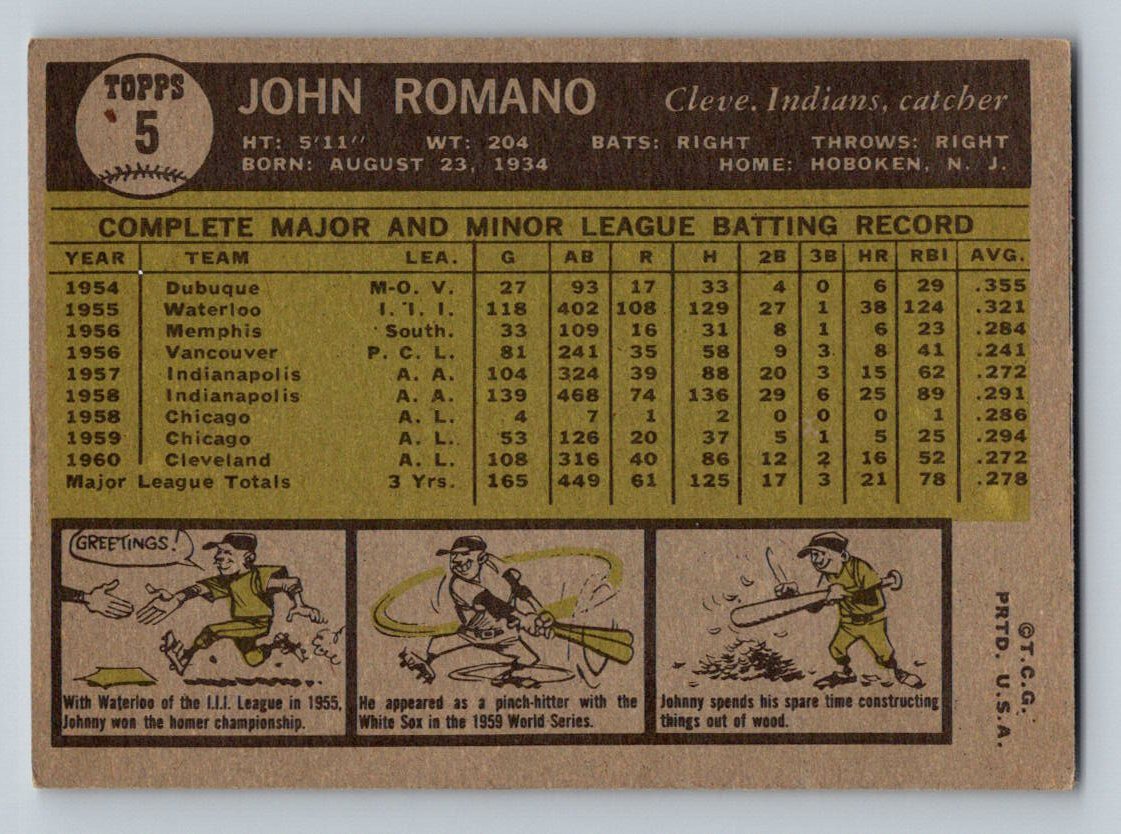 TOPPS
5
JOHN ROMANO Cleve. Indians, catcher
HT: 5'11" WT: 204 BATS: RIGHT THROWS: RIGHT
BORN: AUGUST 23, 1934 HOME: HOBOKEN, N. J.
COMPLETE MAJOR AND MINOR LEAGUE BATTING RECORD
YEAR TEAM LEA. G AB R H 2B 3B HR RBI AVG.
1954 Dubuque M-O. V. 27 93 17 33 4 0 6 29 .355
1955 Waterloo I. I. I. 118 402 108 129 27 1 38 124 .321
1956 Memphis South. 33 109 16 31 8 1 6 23 .284
1956 Vancouver P. C. L. 81 241 35 58 9 3 8 41 .241
1957 Indianapolis A. A. 104 324 39 88 20 3 15 62 .272
1958 Indianapolis A. A. 139 468 74 136 29 6 25 89 .291
1958 Chicago A. L. 4 7 1 2 0 0 0 1 .286
1959 Chicago A. L. 53 126 20 37 5 1 5 25 .294
1960 Cleveland A. L. 108 316 40 86 12 2 16 52 .272
Major League Totals 3 Yrs. 165 449 61 125 17 3 21 78 .278
GREETINGS!
With Waterloo of the I.I.I. League in 1955,
Johnny won the homer championship.
He appeared as a pinch-hitter with the
White Sox in the 1959 World Series.
Johnny spends his spare time constructing
things out of wood.
©T.C.G.
PRTD. U.S.A.